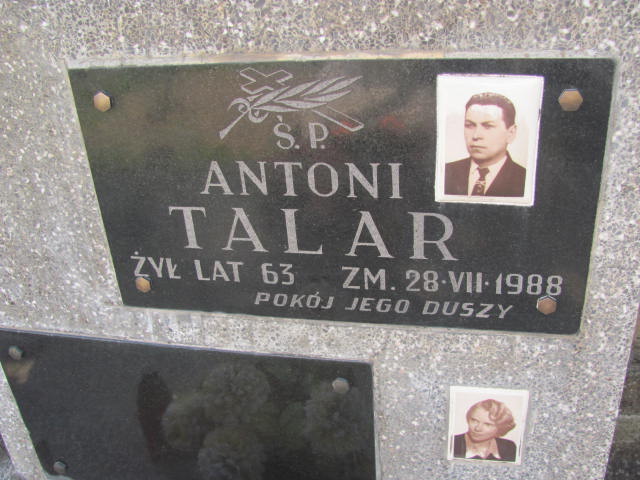 Ś.P.
ANTONI
TALAR
ŻYŁ LAT 63 ZM. 28·VII·1988
POKÓJ JEGO DUSZY